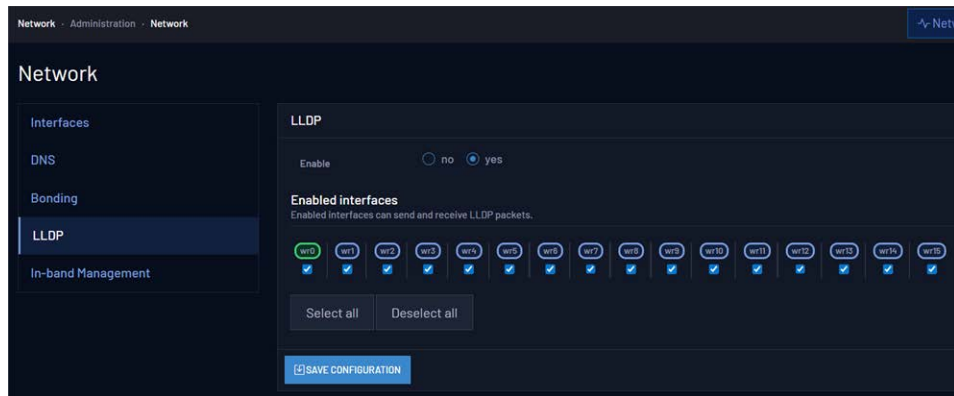 Network · Administration · Network
Netw
Network
Interfaces
DNS
Bonding
LLDP
In-band Management
LLDP
Enable
no yes
Enabled interfaces
Enabled interfaces can send and receive LLDP packets.
wr0 wr1 wr2 wr3 wr4 wr5 wr6 wr7 wr8 wr9 wr10 wr11 wr12 wr13 wr14 wr15
Select all Deselect all
SAVE CONFIGURATION